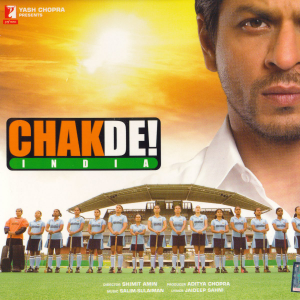 YASH CHOPRA
PRESENTS
CHAK DE!
INDIA
DIRECTOR SHIMIT AMIN
PRODUCER ADITYA CHOPRA
MUSIC SALIM SULAIMAN
LYRICS JAIDEEP SAHNI